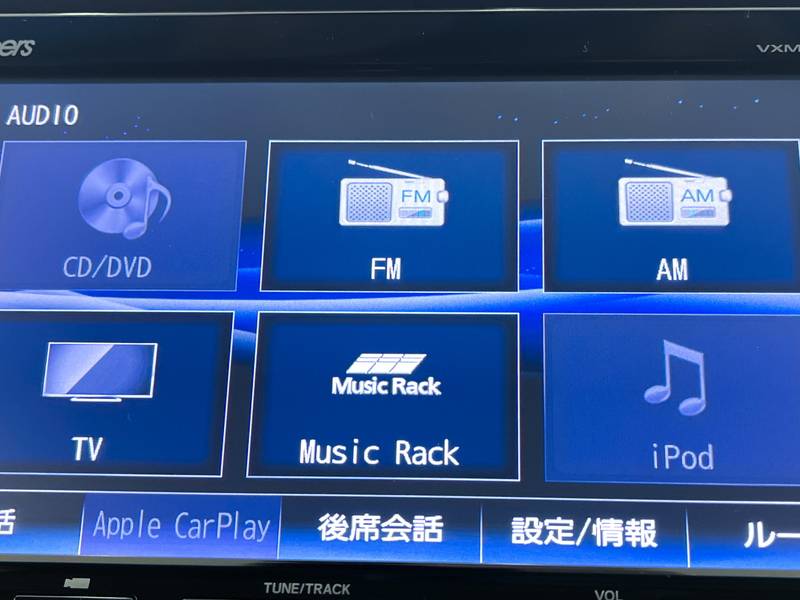 ers
VXM
AUDIO
FM
AM
CD/DVD
FM
AM
Music Rack
TV
Music Rack
iPod
話
Apple CarPlay
後席会話
設定/情報
ルー
TUNE/TRACK
VOL